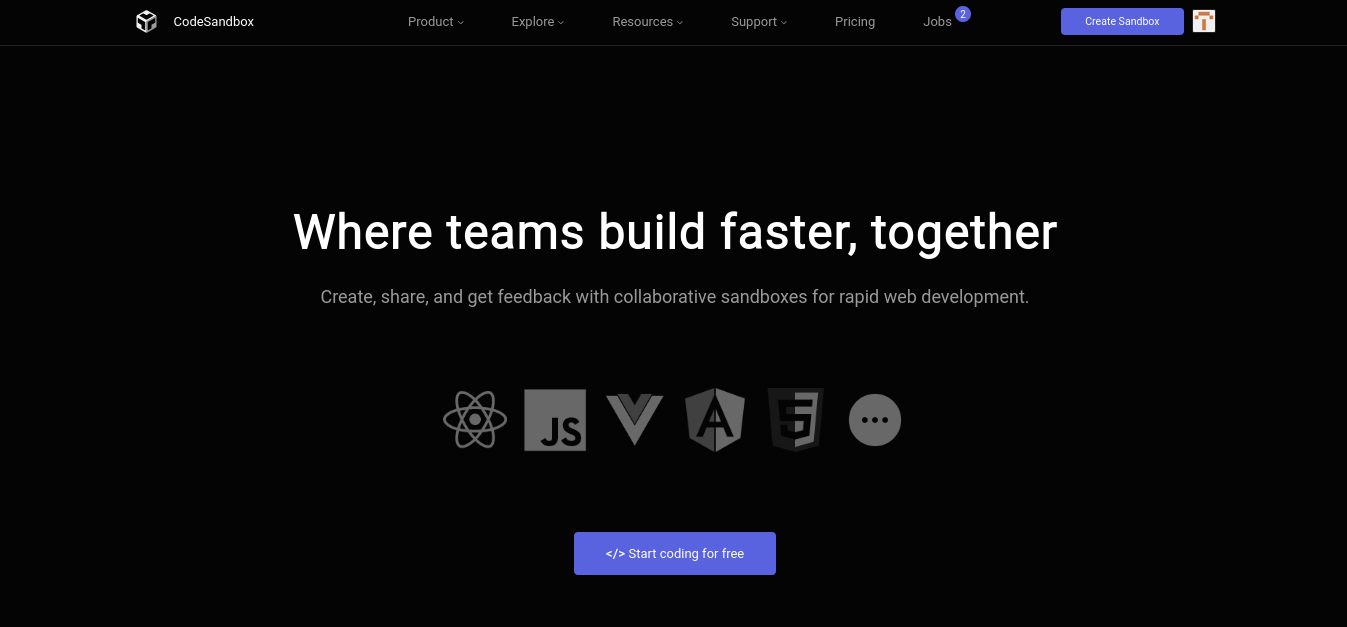 CodeSandbox Product Explore Resources Support Pricing Jobs 2 Create Sandbox
Where teams build faster, together
Create, share, and get feedback with collaborative sandboxes for rapid web development.
JS
</> Start coding for free